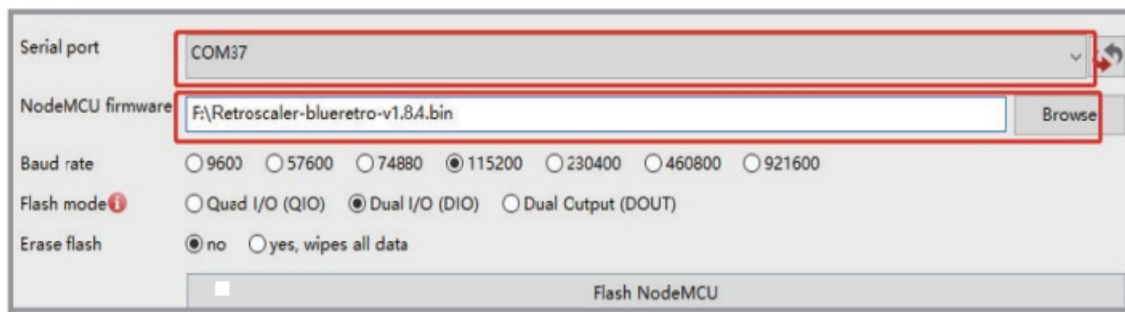 Serial port COM37
NodeMCU firmware F:\Retroscaler-blueretro-v1.8.4.bin Browse
Baud rate 9600 57600 74880 115200 230400 460800 921600
Flash mode Quad I/O (QIO) Dual I/O (DIO) Dual Output (DOUT)
Erase flash no yes, wipes all data
Flash NodeMCU